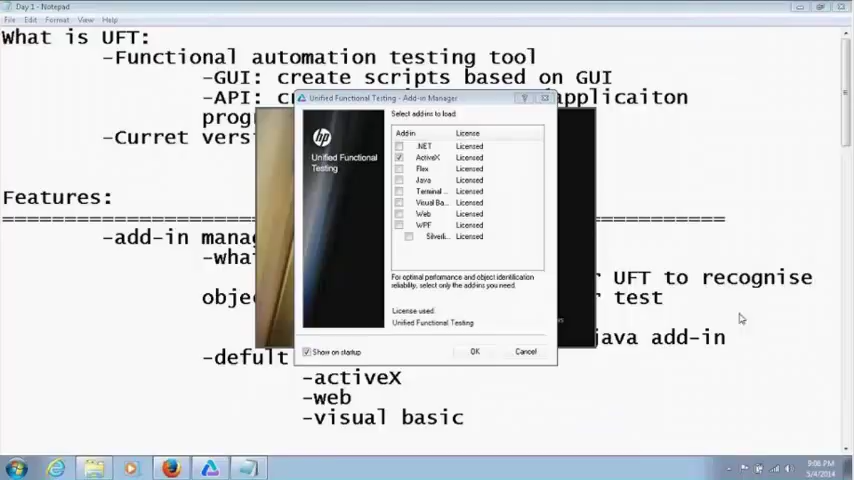 Day 1 - Notepad
File Edit Format View Help
What is UFT:
-Functional automation testing tool
-GUI: create scripts based on GUI
-API: applicaiton
prog
-Curret vers
Features:
-add-in mana
-wha UFT to recognise
obje test
java add-in
-defult
-activeX
-web
-visual basic
Unified Functional Testing - Add-in Manager
Select add-ins to load:
Add-in License
.NET Licensed
ActiveX Licensed
Flex Licensed
Java Licensed
Terminal ... Licensed
Visual Ba... Licensed
Web Licensed
WPF Licensed
Silverli... Licensed
hp
Unified Functional
Testing
For optimal performance and object identification
reliability, select only the add-ins you need.
License used:
Unified Functional Testing
Show on startup
OK Cancel
9:06 PM
5/4/2014